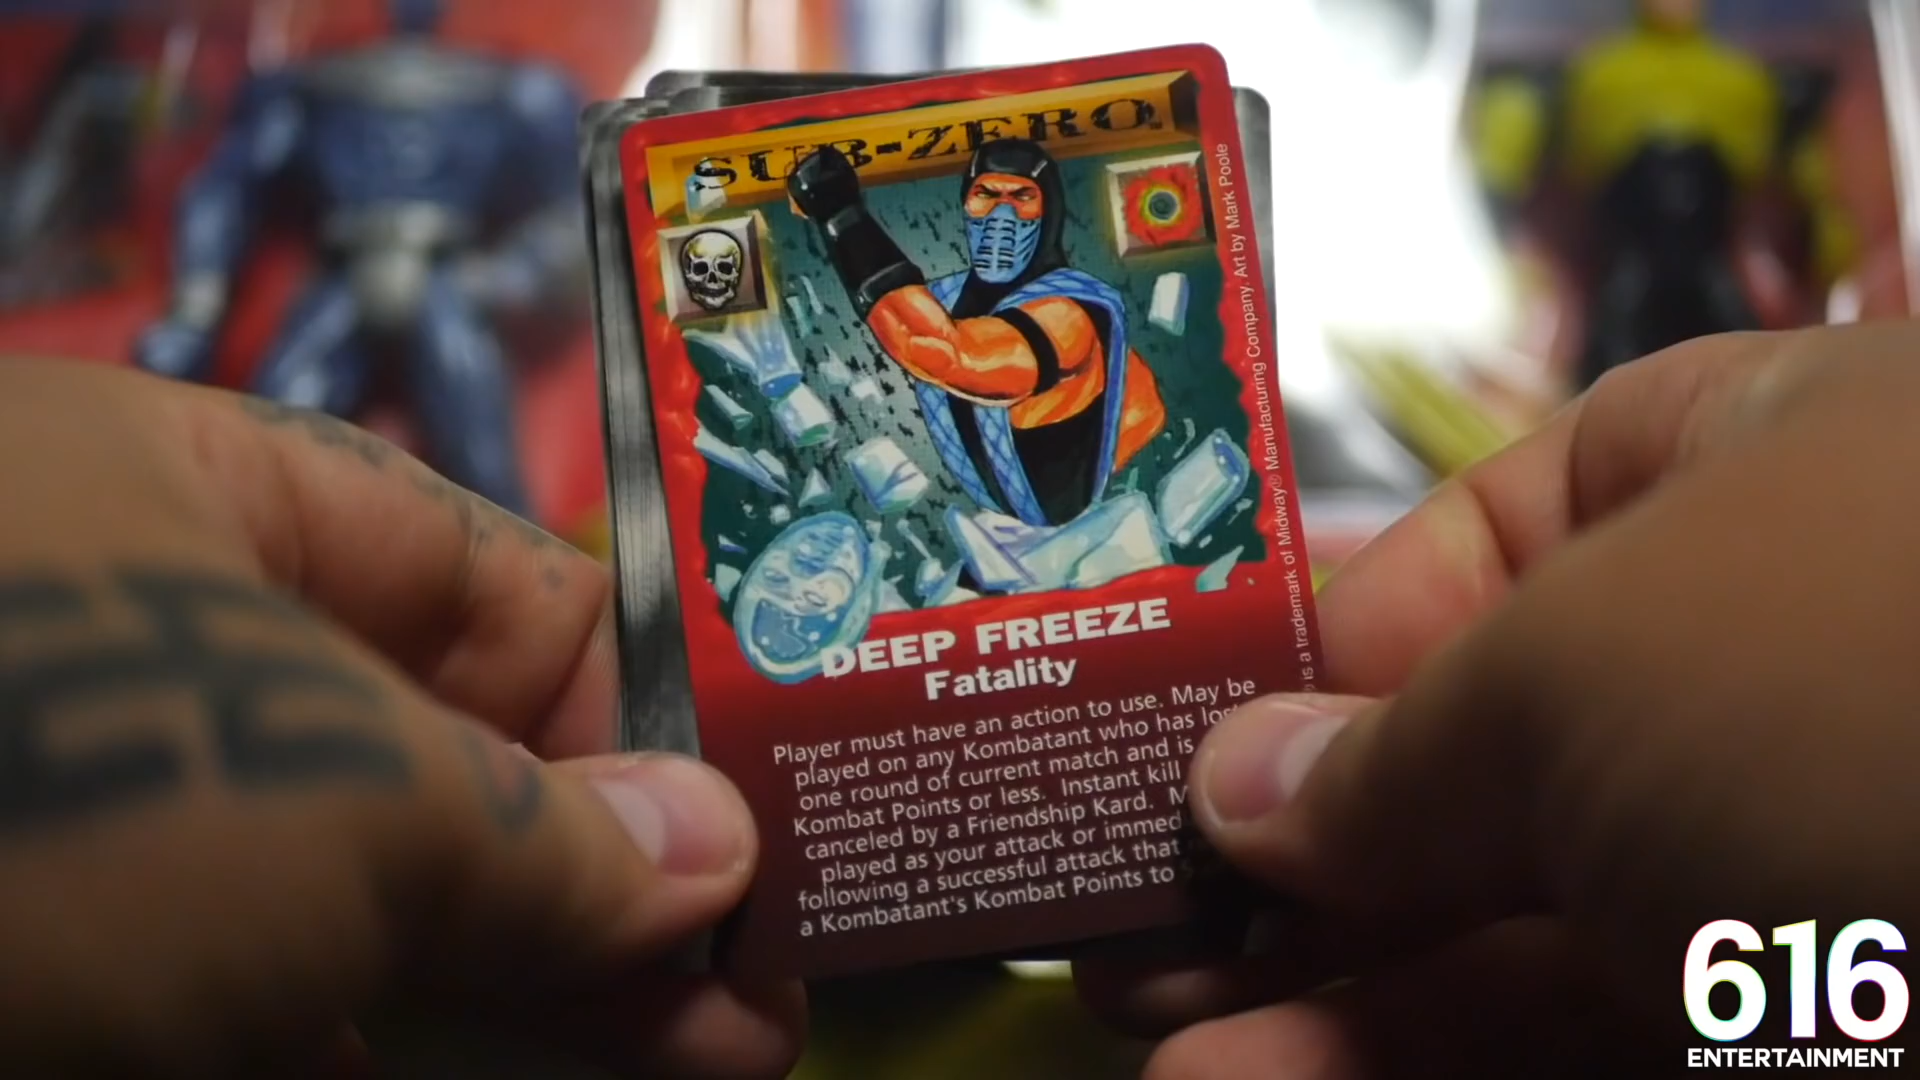 SUB-ZERO
DEEP FREEZE
Fatality
Player must have an action to use. May be
played on any Kombatant who has lost
one round of current match and is
Kombat Points or less. Instant kill
canceled by a Friendship Kard.
played as your attack or
following a successful attack that
a Kombatant's Kombat Points to
is a trademark of Midway® Manufacturing Company. Art by Mark Poole
616
ENTERTAINMENT